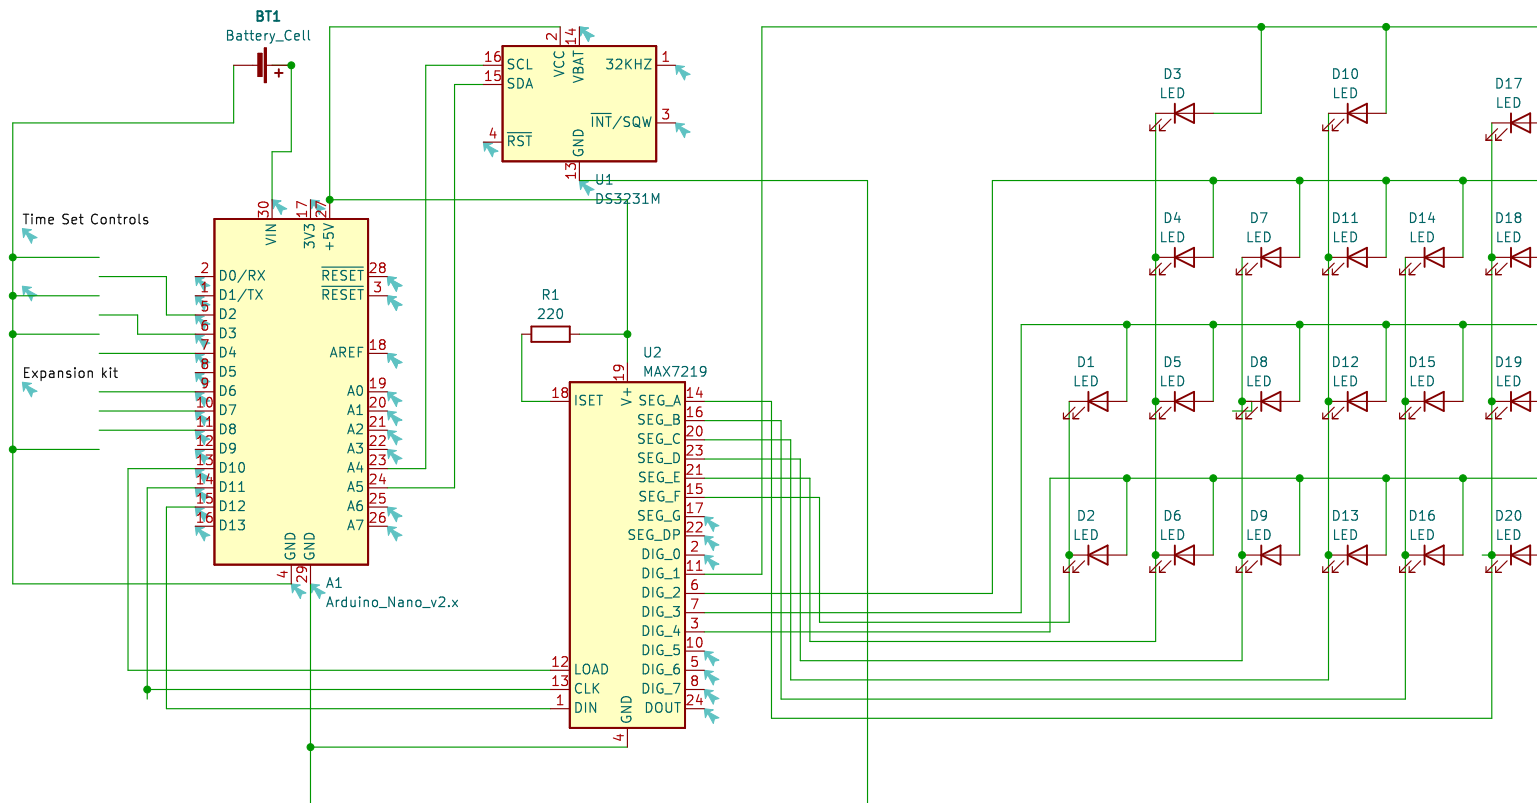 BT1
Battery_Cell
+
Time Set Controls
Expansion kit
30
17
27
VIN
3V3
+5V
2 D0/RX
1 D1/TX
5 D2
6 D3
7 D4
8 D5
9 D6
10 D7
11 D8
12 D9
13 D10
14 D11
15 D12
16 D13
RESET 28
RESET 3
AREF 18
A0 19
A1 20
A2 21
A3 22
A4 23
A5 24
A6 25
A7 26
GND
GND
4
29
A1
Arduino_Nano_v2.x
2
14
VCC
VBAT
16 SCL
15 SDA
4 RST
32KHZ 1
INT/SQW 3
GND
13
U1
DS3231M
R1
220
U2
MAX7219
19
V+
18 ISET
SEG_A 14
SEG_B 16
SEG_C 20
SEG_D 23
SEG_E 21
SEG_F 15
SEG_G 17
SEG_DP 22
DIG_0 2
DIG_1 11
DIG_2 6
DIG_3 7
DIG_4 3
DIG_5 10
DIG_6 5
DIG_7 8
DOUT 24
12 LOAD
13 CLK
1 DIN
GND
4
D3
LED
D10
LED
D17
LED
D4
LED
D7
LED
D11
LED
D14
LED
D18
LED
D1
LED
D5
LED
D8
LED
D12
LED
D15
LED
D19
LED
D2
LED
D6
LED
D9
LED
D13
LED
D16
LED
D20
LED